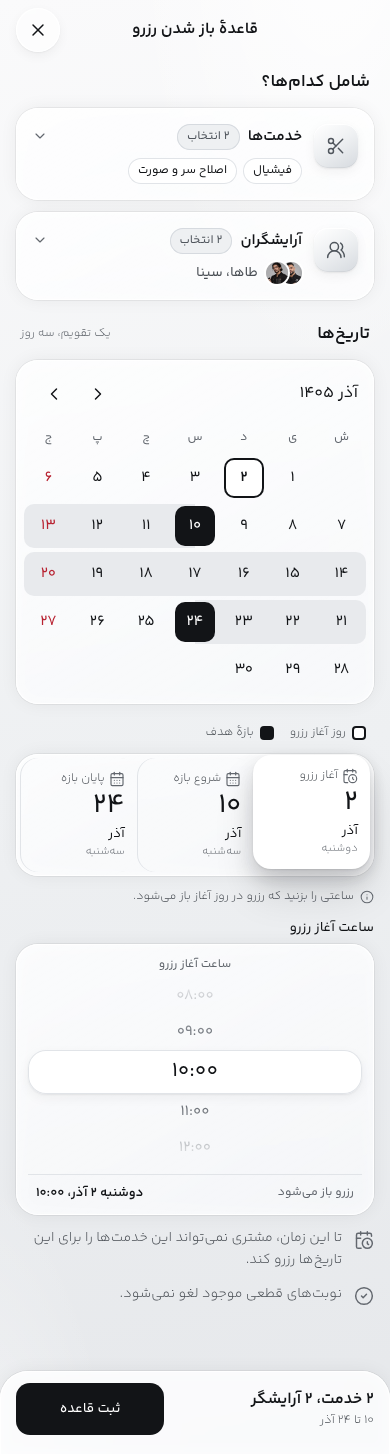 قاعدهٔ باز شدن رزرو
شامل کدام‌ها؟
خدمت‌ها ۲ انتخاب
فیشیال اصلاح سر و صورت
آرایشگران ۲ انتخاب
طاها، سینا
تاریخ‌ها یک تقویم، سه روز
آذر ۱۴۰۵
ش ی د س چ پ ج
۱ ۲ ۳ ۴ ۵ ۶
۷ ۸ ۹ ۱۰ ۱۱ ۱۲ ۱۳
۱۴ ۱۵ ۱۶ ۱۷ ۱۸ ۱۹ ۲۰
۲۱ ۲۲ ۲۳ ۲۴ ۲۵ ۲۶ ۲۷
۲۸ ۲۹ ۳۰
روز آغاز رزرو بازهٔ هدف
آغاز رزرو شروع بازه پایان بازه
۲ ۱۰ ۲۴
آذر آذر آذر
دوشنبه سه‌شنبه سه‌شنبه
ساعتی را بزنید که رزرو در روز آغاز باز می‌شود.
ساعت آغاز رزرو
ساعت آغاز رزرو
۰۸:۰۰
۰۹:۰۰
۱۰:۰۰
۱۱:۰۰
۱۲:۰۰
رزرو باز می‌شود دوشنبه ۲ آذر، ۱۰:۰۰
تا این زمان، مشتری نمی‌تواند این خدمت‌ها را برای این
تاریخ‌ها رزرو کند.
نوبت‌های قطعی موجود لغو نمی‌شود.
۲ خدمت، ۲ آرایشگر
۱۰ تا ۲۴ آذر
ثبت قاعده